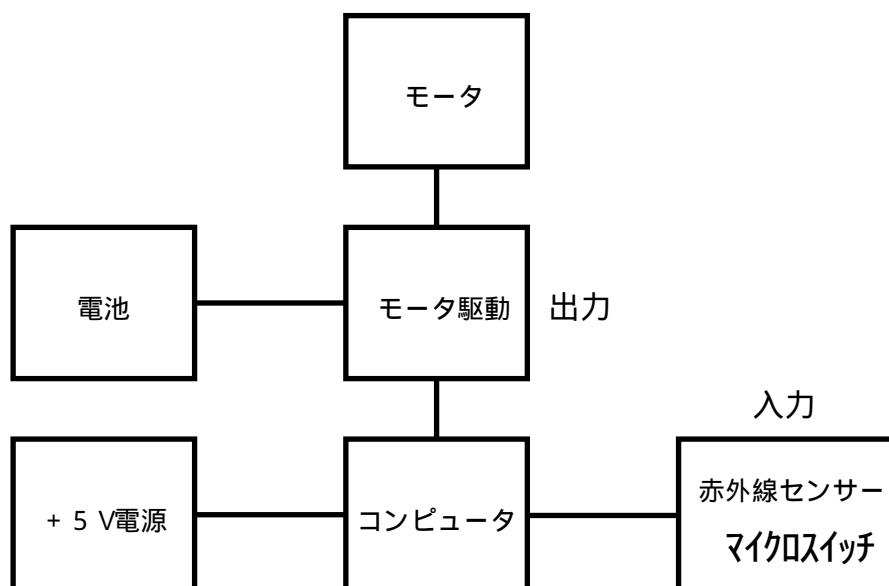 モータ
電池
モータ駆動
出力
入力
+ 5 V電源
コンピュータ
赤外線センサー
マイクロスイッチ